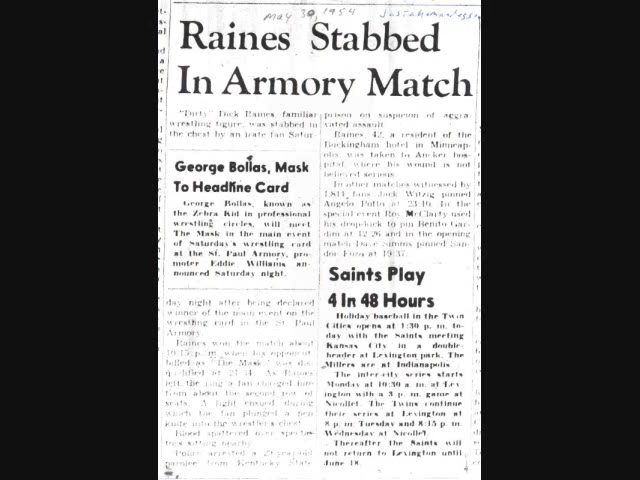 May 30, 1954
Raines Stabbed
In Armory Match
"Dirty" Dick Raines, familiar
wrestling figure, was stabbed in
the chest by an irate fan Satur-
George Bollas, Mask
To Headline Card
George Bollas, known as
the Zebra Kid in professional
wrestling circles, will meet
The Mask in the main event
of Saturday's wrestling card
at the St. Paul Armory, pro-
moter Eddie Williams an-
nounced Saturday night.
day night after being declared
winner of the main event on the
wrestling card in the St. Paul
Armory.
Raines won the match about
10:15 p. m. when his opponent,
billed as "The Mask" was dis-
qualified at
As Raines
left the ring a fan charged him
from about the second row of
seats. A fight ensued during
which the fan plunged a pen
knife into the wrestler's chest.
Blood spattered over specta-
tors sitting nearby.
Police arrested a 29-year-old
parolee from Kentucky State
prison on suspicion of aggra-
vated assault.
Raines, 42, a resident of the
Buckingham hotel in Minneap-
olis, was taken to Ancker hos-
pital, where his wound is not
believed serious.
In other matches witnessed by
1,814 fans Jack Witzig pinned
Angelo Poffo at 23:16. In the
special event Roy McClarty used
his drop-kick to pin Benito Gar-
dini at 12:26 and in the opening
match Dave Simms pinned San-
dor at 19:37.
Saints Play
4 In 48 Hours
Holiday baseball in the Twin
Cities opens at 1:30 p. m. to-
day with the Saints meeting
Kansas City in a double-
header at Lexington park. The
Millers are at Indianapolis.
The inter-city series starts
Monday at 10:30 a. m. at Lex-
ington with a 3 p. m. game at
Nicollet. The Twins continue
their series at Lexington at
8 p. m. Tuesday and 8:15 p. m.
Wednesday at Nicollet.
Thereafter the Saints will
not return to Lexington until
June 18.